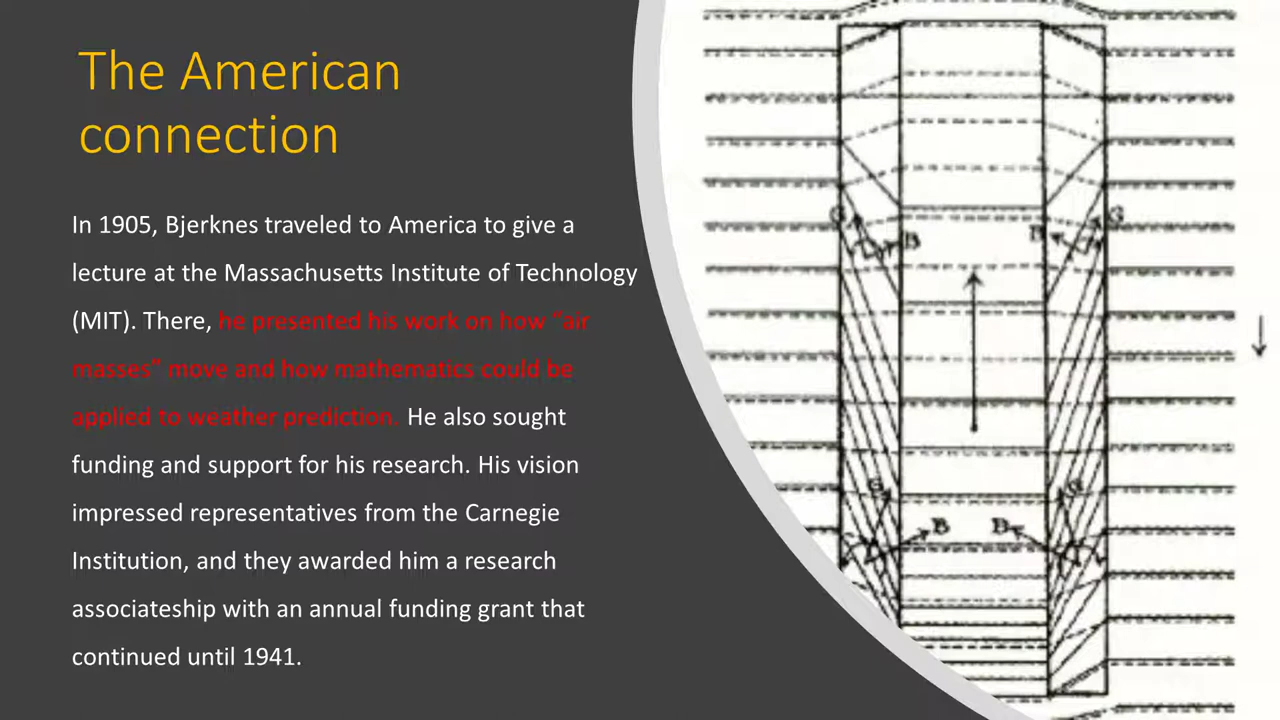 The American
connection
In 1905, Bjerknes traveled to America to give a
lecture at the Massachusetts Institute of Technology
(MIT). There, he presented his work on how “air
masses” move and how mathematics could be
applied to weather prediction. He also sought
funding and support for his research. His vision
impressed representatives from the Carnegie
Institution, and they awarded him a research
associateship with an annual funding grant that
continued until 1941.
G
B
B
G
G
B
B
G